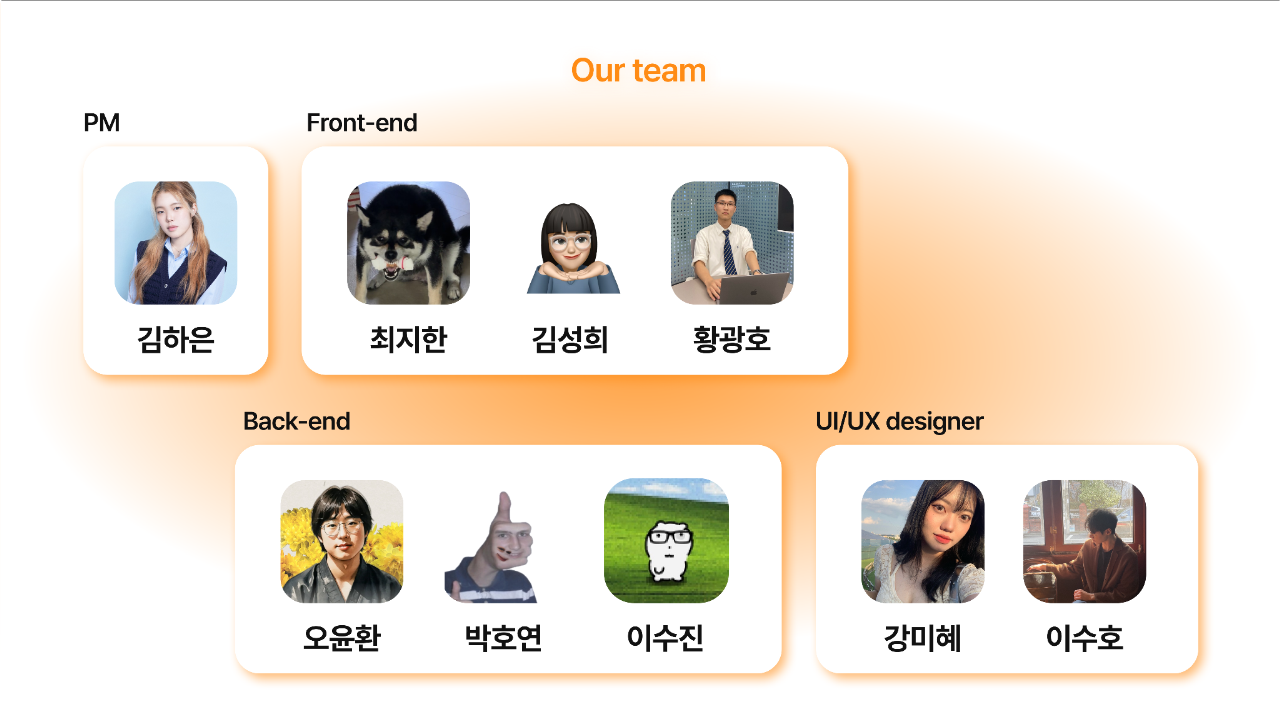 Our team
PM
Front-end
김하은
최지한
김성희
황광호
Back-end
UI/UX designer
오윤환
박호연
이수진
강미혜
이수호